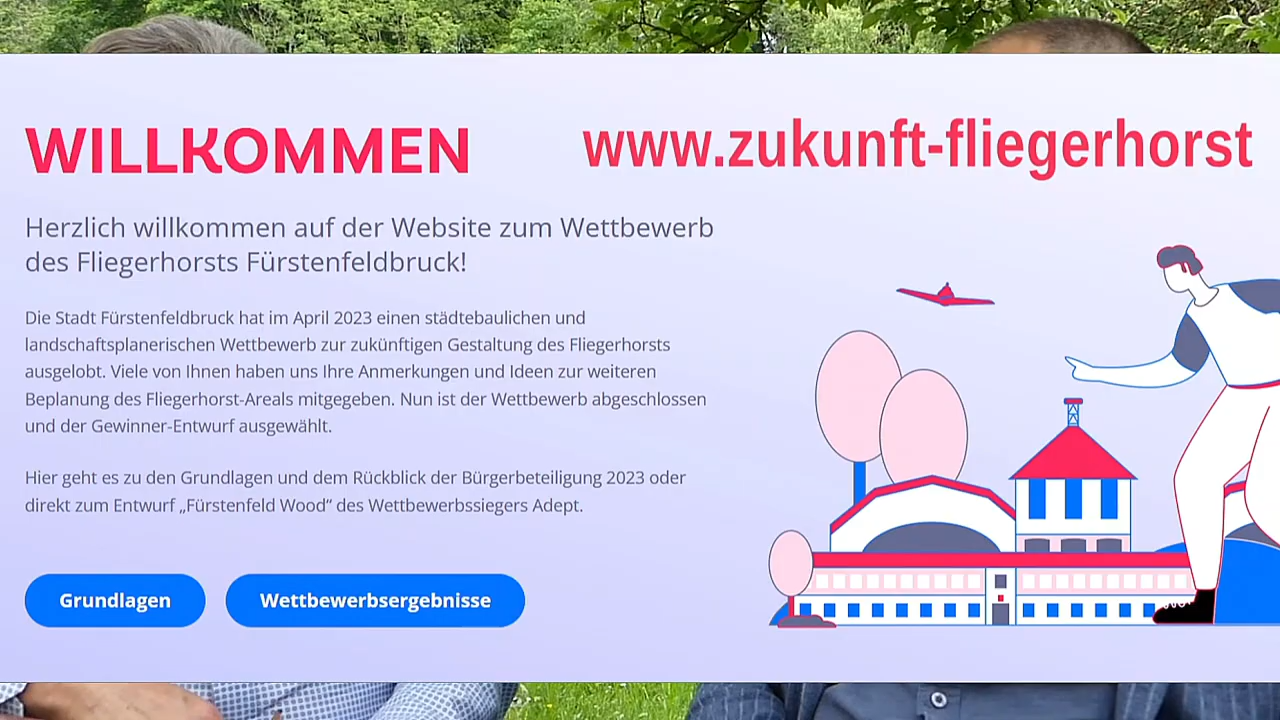 WILLKOMMEN
www.zukunft-fliegerhorst
Herzlich willkommen auf der Website zum Wettbewerb
des Fliegerhorsts Fürstenfeldbruck!
Die Stadt Fürstenfeldbruck hat im April 2023 einen städtebaulichen und
landschaftsplanerischen Wettbewerb zur zukünftigen Gestaltung des Fliegerhorsts
ausgelobt. Viele von Ihnen haben uns Ihre Anmerkungen und Ideen zur weiteren
Beplanung des Fliegerhorst-Areals mitgegeben. Nun ist der Wettbewerb abgeschlossen
und der Gewinner-Entwurf ausgewählt.
Hier geht es zu den Grundlagen und dem Rückblick der Bürgerbeteiligung 2023 oder
direkt zum Entwurf „Fürstenfeld Wood“ des Wettbewerbssiegers Adept.
Grundlagen
Wettbewerbsergebnisse